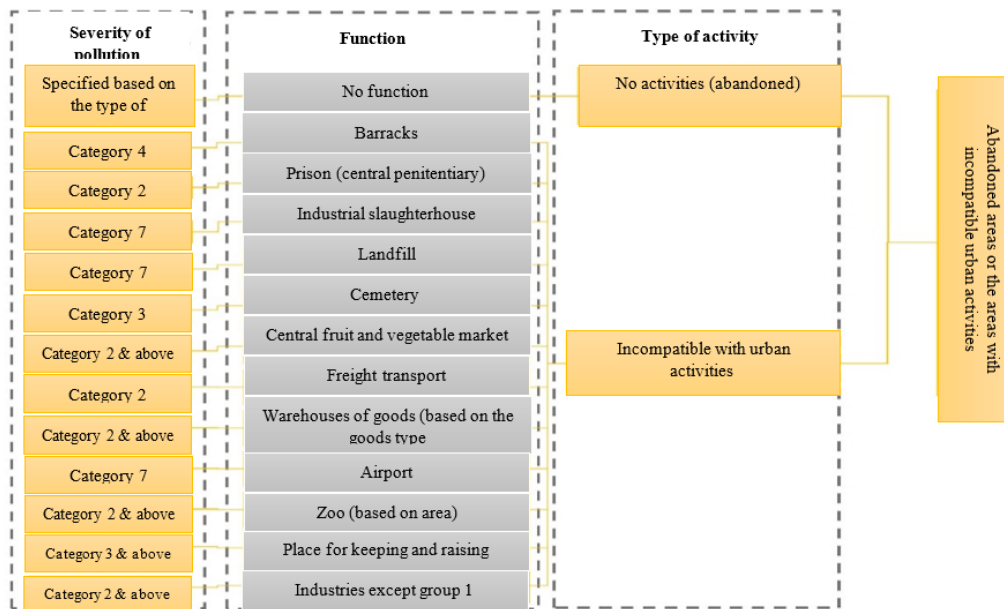 Severity of
pollution
Function
Type of activity
Specified based on
the type of
No function
No activities (abandoned)
Abandoned areas or the areas with
incompatible urban activities
Category 4
Barracks
Category 2
Prison (central penitentiary)
Category 7
Industrial slaughterhouse
Category 7
Landfill
Category 3
Cemetery
Category 2 & above
Central fruit and vegetable market
Incompatible with urban
activities
Category 2
Freight transport
Category 2 & above
Warehouses of goods (based on the
goods type
Category 7
Airport
Category 2 & above
Zoo (based on area)
Category 3 & above
Place for keeping and raising
Category 2 & above
Industries except group 1